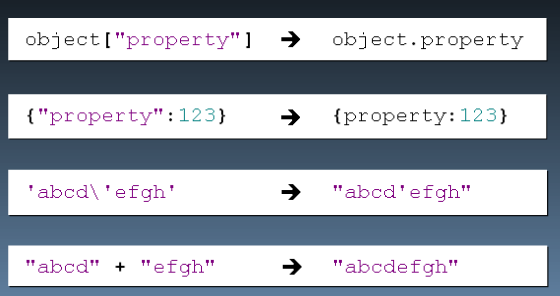 object["property"] ➔ object.property
{"property":123} ➔ {property:123}
'abcd\'efgh' ➔ "abcd'efgh"
"abcd" + "efgh" ➔ "abcdefgh"